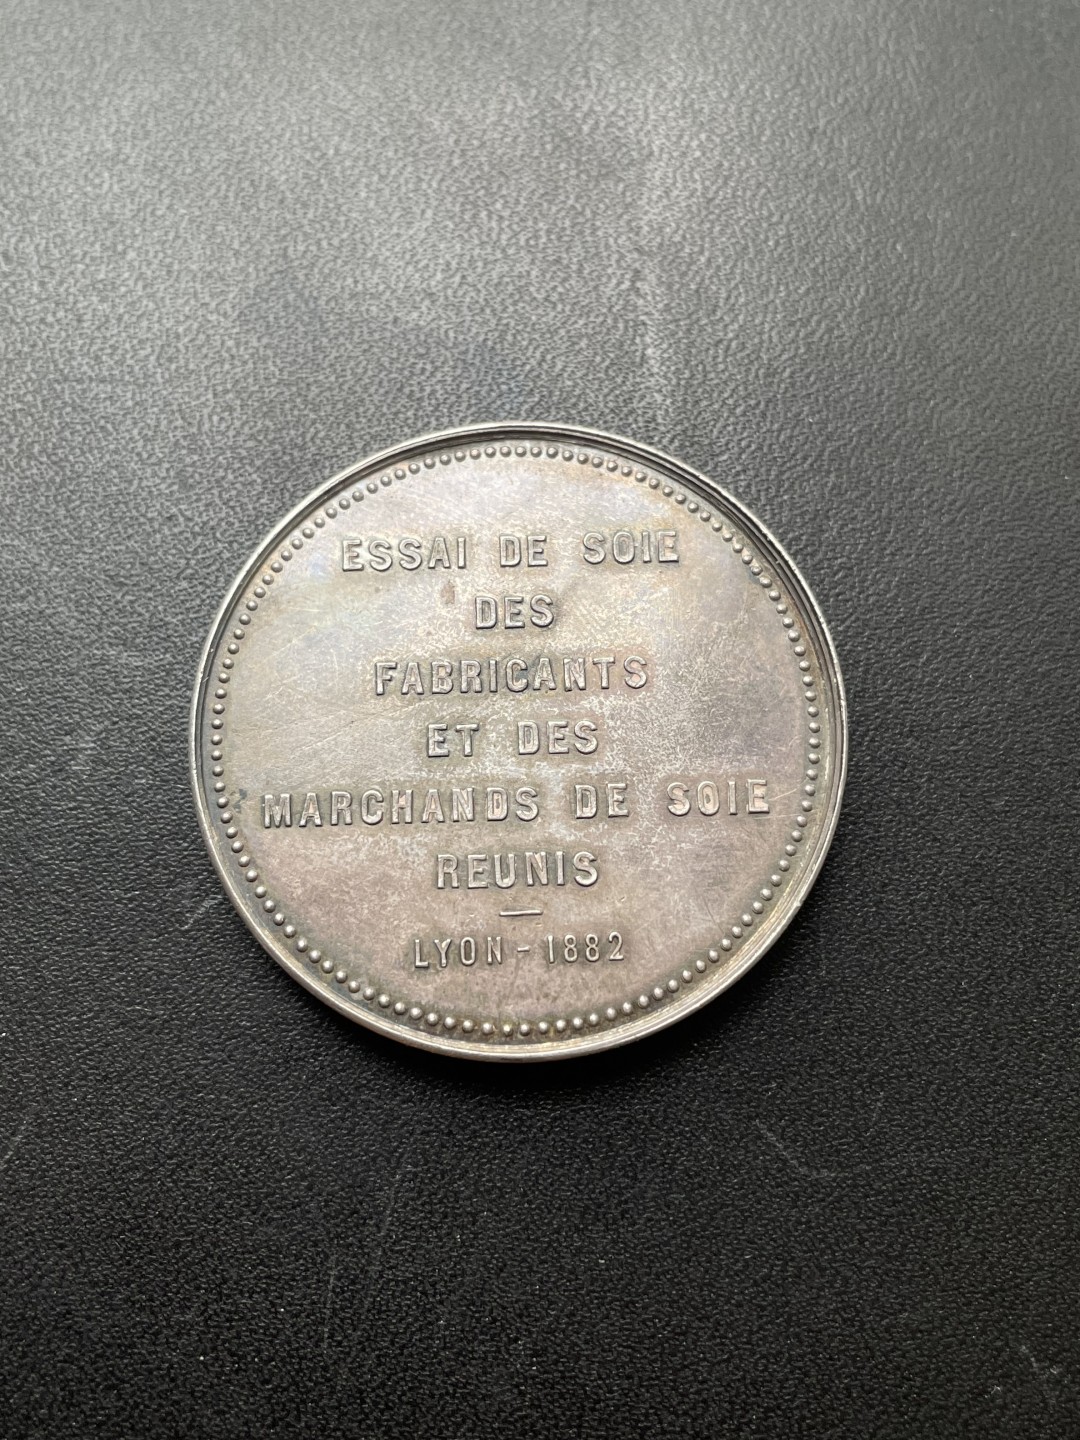 ESSAI DE SOIE
DES
FABRICANTS
ET DES
MARCHANDS DE SOIE
REUNIS
LYON - 1882